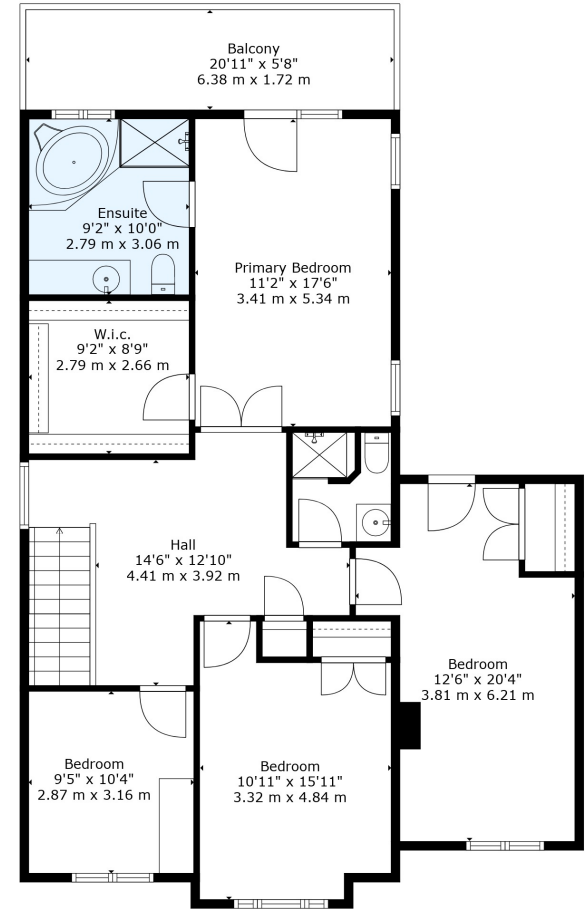 Balcony
20'11" x 5'8"
6.38 m x 1.72 m
Ensuite
9'2" x 10'0"
2.79 m x 3.06 m
Primary Bedroom
11'2" x 17'6"
3.41 m x 5.34 m
W.i.c.
9'2" x 8'9"
2.79 m x 2.66 m
Hall
14'6" x 12'10"
4.41 m x 3.92 m
Bedroom
12'6" x 20'4"
3.81 m x 6.21 m
Bedroom
9'5" x 10'4"
2.87 m x 3.16 m
Bedroom
10'11" x 15'11"
3.32 m x 4.84 m